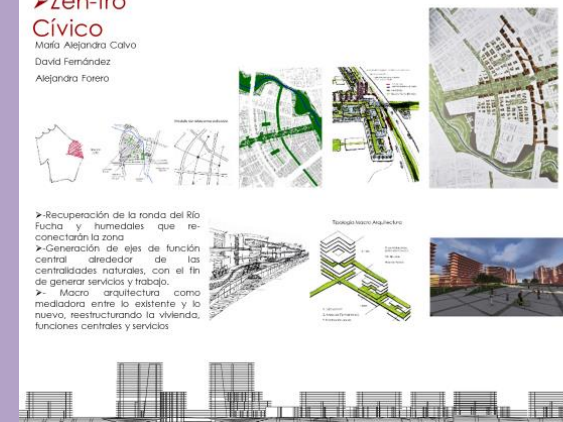 ➤Zen-tro
Cívico
María Alejandra Calvo
David Fernández
Alejandra Forero
➤-Recuperación de la ronda del Río
Fucha y humedales que re-
conectarán la zona
➤-Generación de ejes de función
central alrededor de las
centralidades naturales, con el fin
de generar servicios y trabajo.
➤- Macro arquitectura como
mediadora entre lo existente y lo
nuevo, reestructurando la vivienda,
funciones centrales y servicios
Tipología Macro Arquitectura